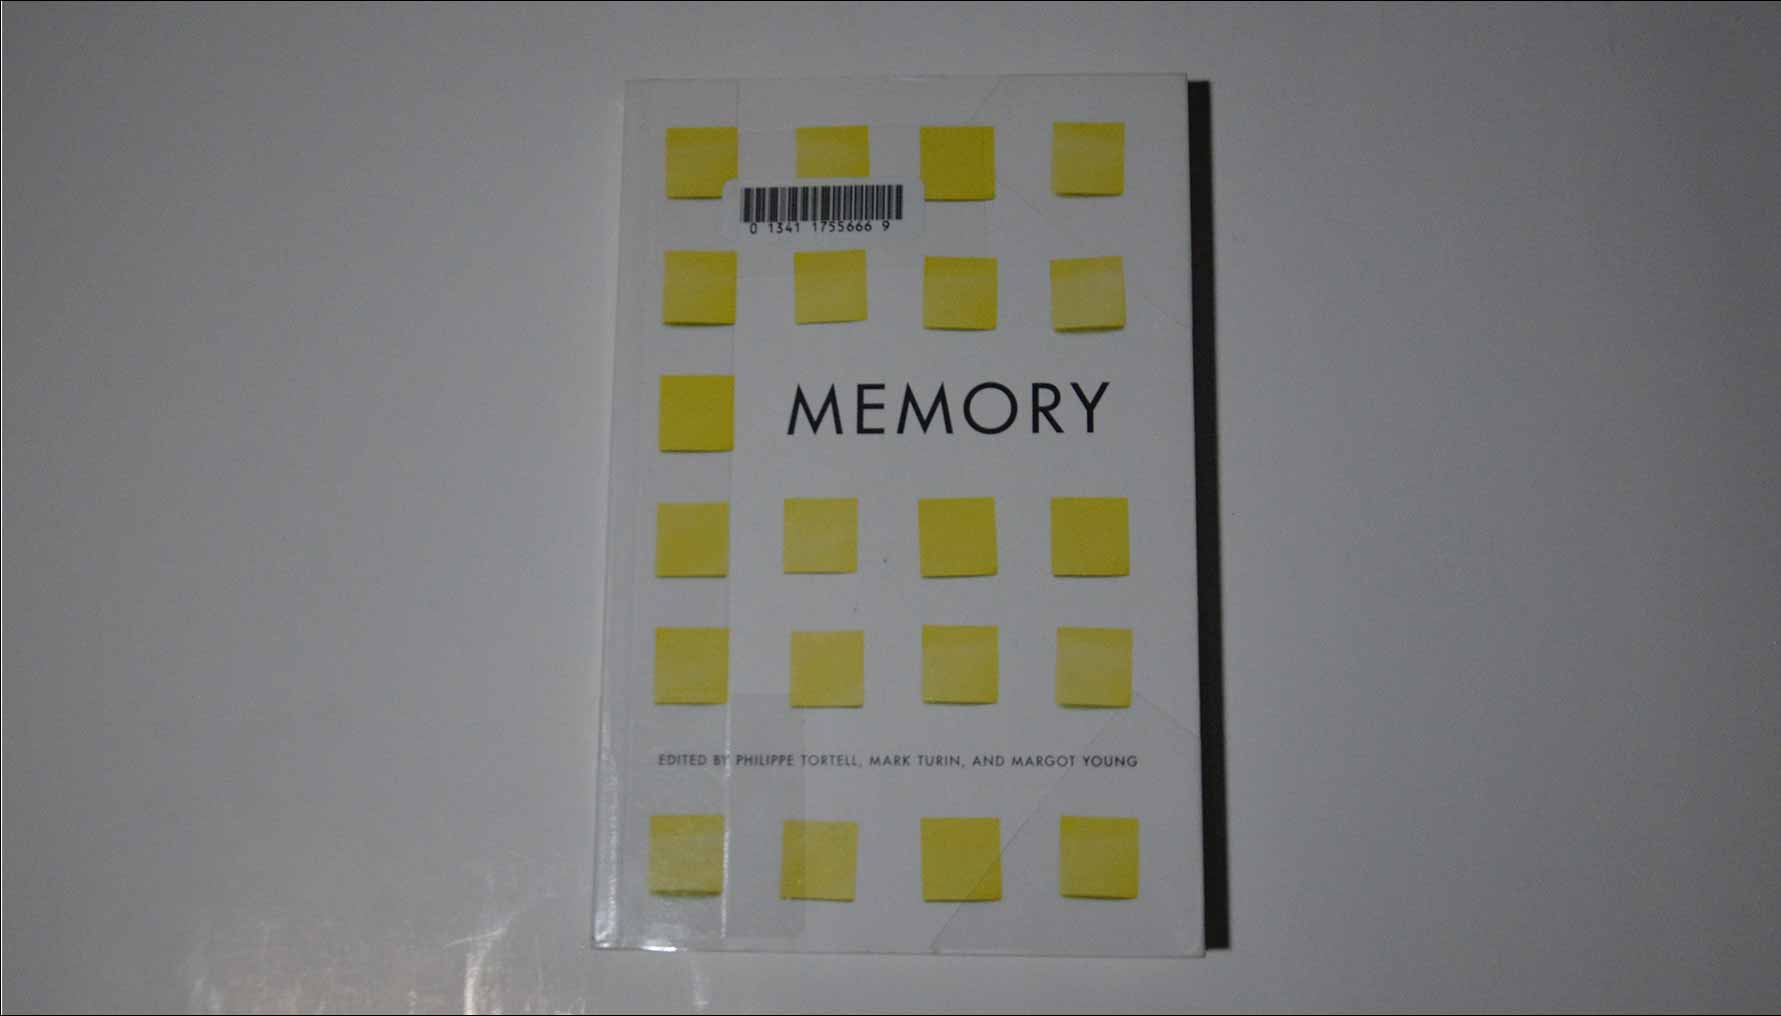 0 1341 1755666 9
MEMORY
EDITED BY PHILIPPE TORTELL, MARK TURIN, AND MARGOT YOUNG